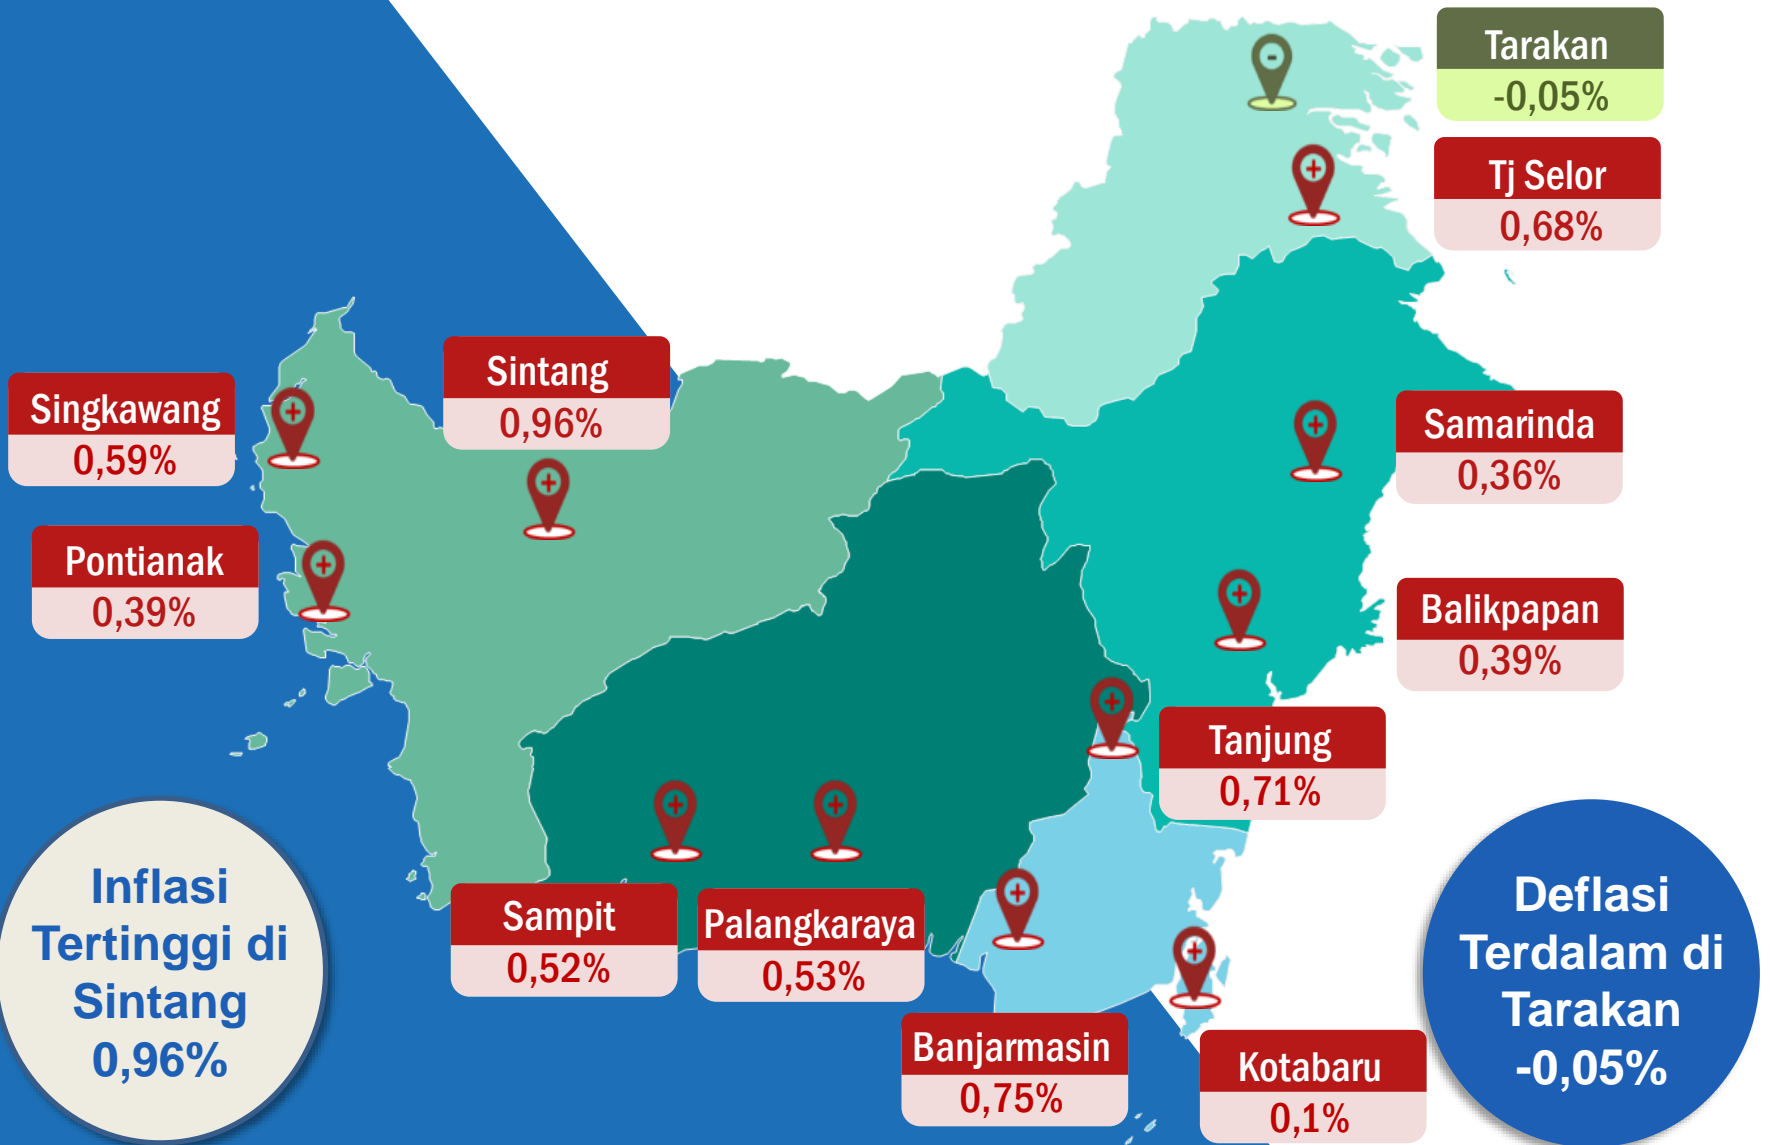 Tarakan
-0,05%
Tj Selor
0,68%
Sintang
0,96%
Singkawang
0,59%
Samarinda
0,36%
Pontianak
0,39%
Balikpapan
0,39%
Tanjung
0,71%
Inflasi
Tertinggi di
Sintang
0,96%
Sampit
0,52%
Palangkaraya
0,53%
Deflasi
Terdalam di
Tarakan
-0,05%
Banjarmasin
0,75%
Kotabaru
0,1%